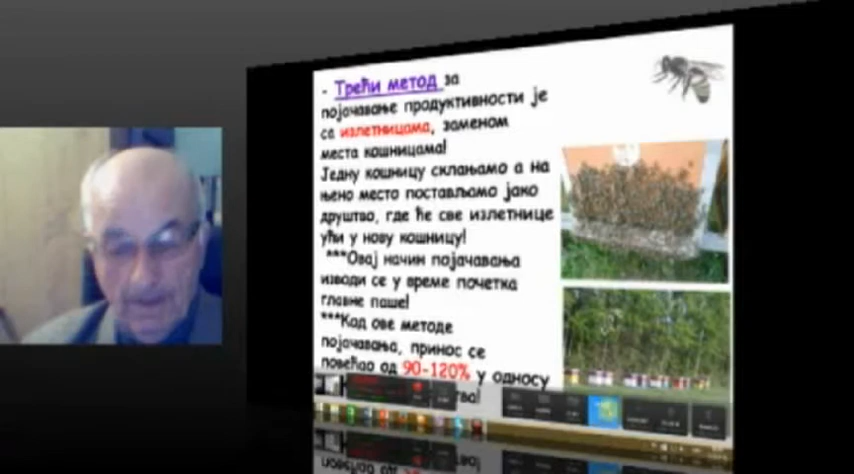 - Трећи метод за
појачавање продуктивности је
са излетницама, заменом
места кошницама!
Једну кошницу склањамо а на
њено место постављамо јако
друштво, где ће све излетнице
ући у нову кошницу!
***Овај начин појачавања
изводи се у време почетка
главне паше!
***Код ове методе
појачавања, принос се
повећао од 90-120% у односу